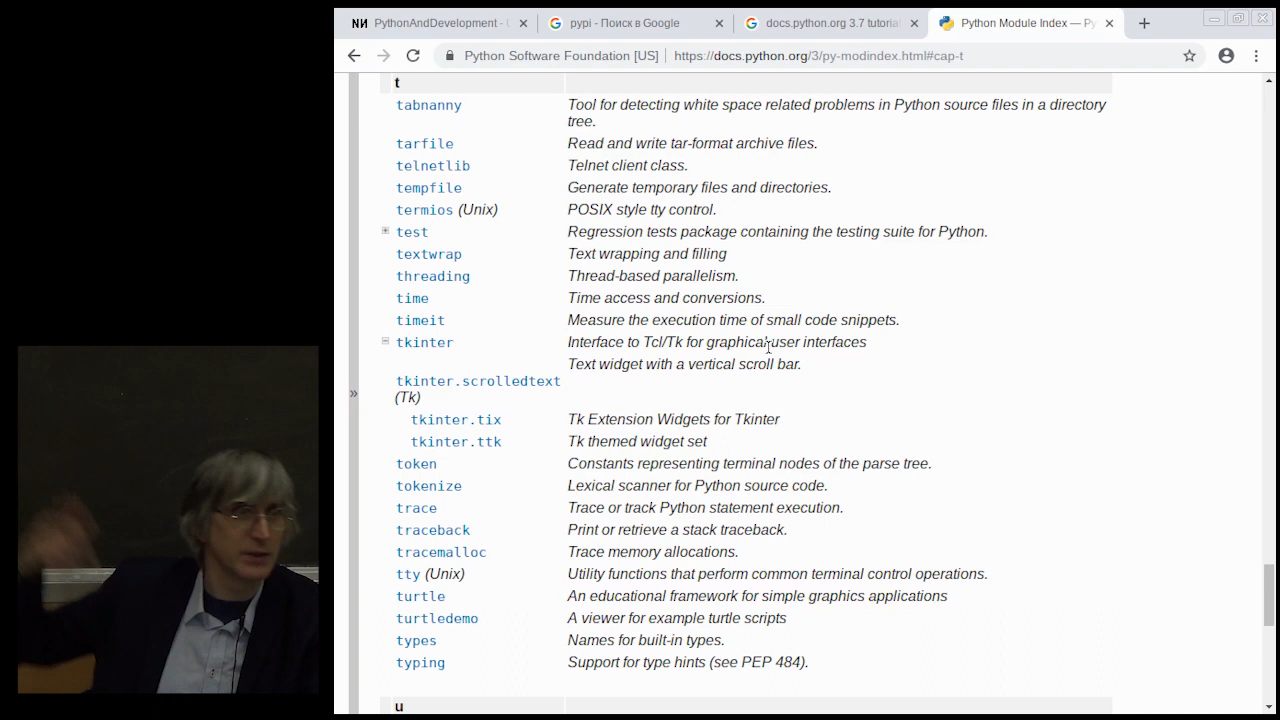 PythonAndDevelopment - U
pypi - Поиск в Google
docs.python.org 3.7 tutoria
Python Module Index — Py
Python Software Foundation [US]
https://docs.python.org/3/py-modindex.html#cap-t
t
tabnanny Tool for detecting white space related problems in Python source files in a directory
tree.
tarfile Read and write tar-format archive files.
telnetlib Telnet client class.
tempfile Generate temporary files and directories.
termios (Unix) POSIX style tty control.
test Regression tests package containing the testing suite for Python.
textwrap Text wrapping and filling
threading Thread-based parallelism.
time Time access and conversions.
timeit Measure the execution time of small code snippets.
tkinter Interface to Tcl/Tk for graphical user interfaces
Text widget with a vertical scroll bar.
tkinter.scrolledtext
(Tk)
tkinter.tix Tk Extension Widgets for Tkinter
tkinter.ttk Tk themed widget set
token Constants representing terminal nodes of the parse tree.
tokenize Lexical scanner for Python source code.
trace Trace or track Python statement execution.
traceback Print or retrieve a stack traceback.
tracemalloc Trace memory allocations.
tty (Unix) Utility functions that perform common terminal control operations.
turtle An educational framework for simple graphics applications
turtledemo A viewer for example turtle scripts
types Names for built-in types.
typing Support for type hints (see PEP 484).
u